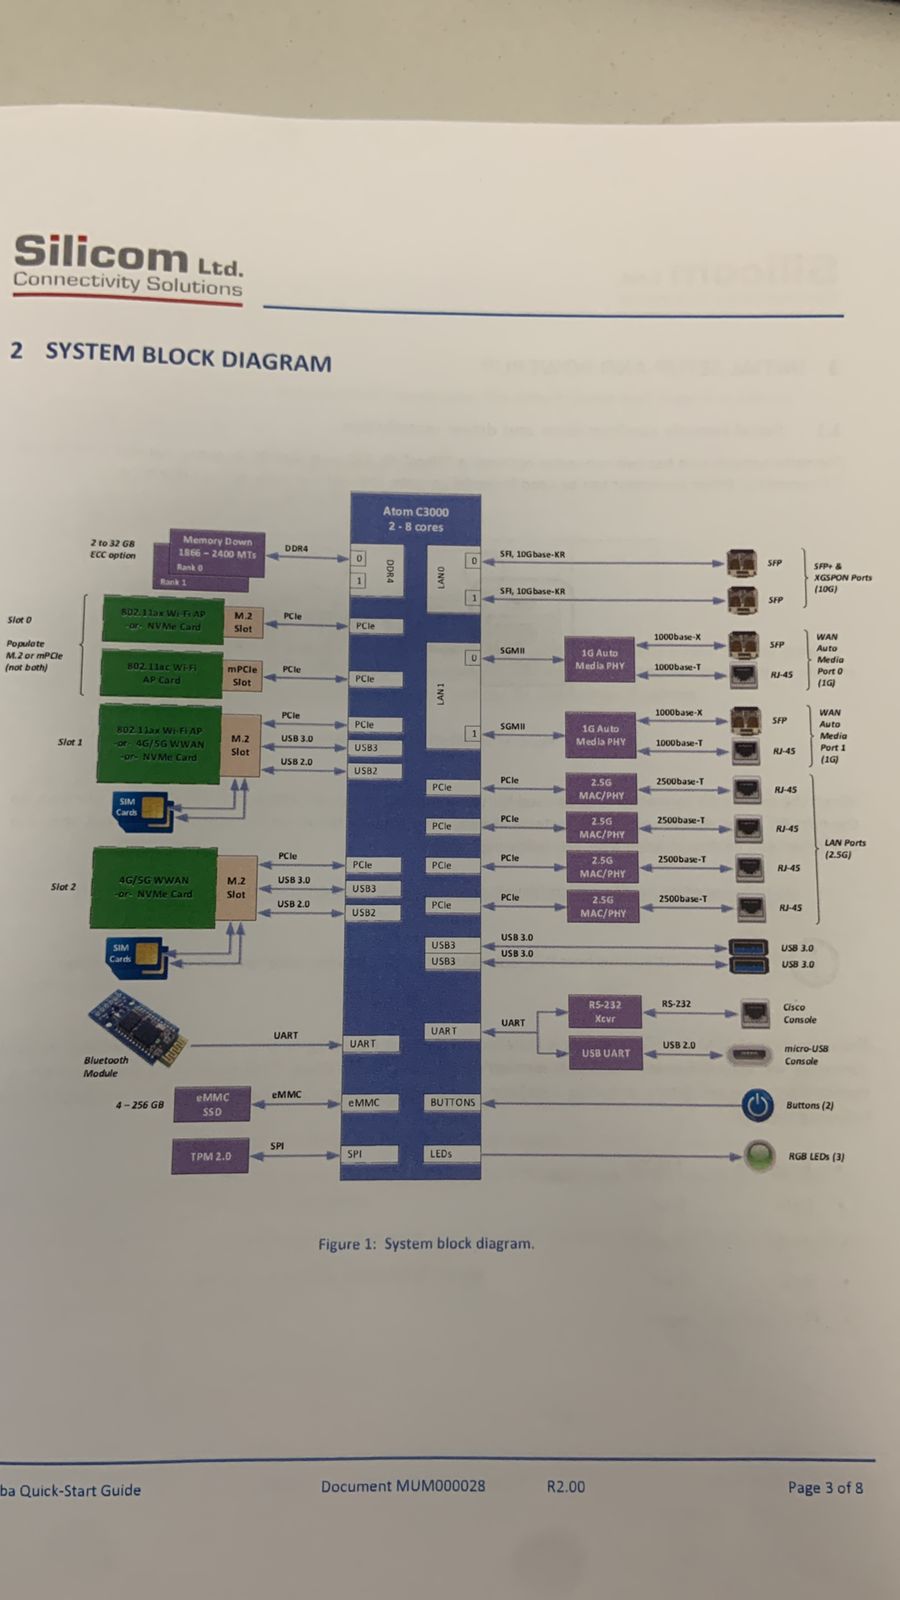 Silicom Ltd.
Connectivity Solutions
2 SYSTEM BLOCK DIAGRAM
Atom C3000
2 - 8 cores
2 to 32 GB
ECC option
Memory Down
1866 – 2400 MTs
Rank 0
Rank 1
DDR4
0
1
DDR4
LAN0
0
1
SFI, 10Gbase-KR
SFP
SFI, 10Gbase-KR
SFP
SFP+ &
XGSPON Ports
(10G)
Slot 0
Populate
M.2 or mPCIe
(not both)
802.11ax Wi-Fi AP
-or- NVMe Card
M.2
Slot
PCIe
PCIe
802.11ac Wi-Fi
AP Card
mPCIe
Slot
PCIe
PCIe
LAN1
0
1
SGMII
1G Auto
Media PHY
1000base-X
SFP
1000base-T
RJ-45
WAN
Auto
Media
Port 0
(1G)
Slot 1
802.11ax Wi-Fi AP
-or- 4G/5G WWAN
-or- NVMe Card
M.2
Slot
PCIe
PCIe
USB 3.0
USB3
USB 2.0
USB2
SIM
Cards
SGMII
1G Auto
Media PHY
1000base-X
SFP
1000base-T
RJ-45
WAN
Auto
Media
Port 1
(1G)
PCIe
PCIe
2.5G
MAC/PHY
2500base-T
RJ-45
PCIe
PCIe
2.5G
MAC/PHY
2500base-T
RJ-45
PCIe
PCIe
2.5G
MAC/PHY
2500base-T
RJ-45
PCIe
PCIe
2.5G
MAC/PHY
2500base-T
RJ-45
LAN Ports
(2.5G)
Slot 2
4G/5G WWAN
-or- NVMe Card
M.2
Slot
PCIe
PCIe
USB 3.0
USB3
USB 2.0
USB2
SIM
Cards
USB3
USB 3.0
USB 3.0
USB3
USB 3.0
USB 3.0
Bluetooth
Module
UART
UART
UART
UART
RS-232
Xcvr
RS-232
Cisco
Console
USB UART
USB 2.0
micro-USB
Console
4 – 256 GB
eMMC
SSD
eMMC
eMMC
BUTTONS
Buttons (2)
TPM 2.0
SPI
SPI
LEDs
RGB LEDs (3)
Figure 1: System block diagram.
ba Quick-Start Guide
Document MUM000028
R2.00
Page 3 of 8